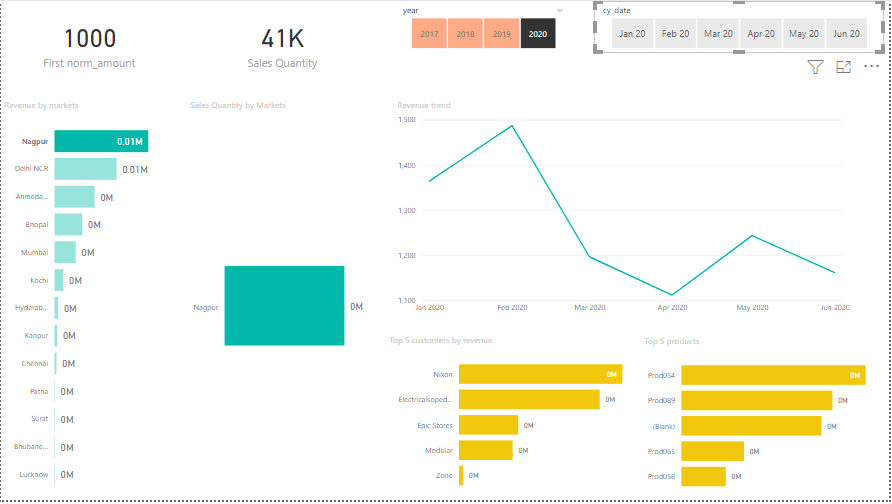 1000
First norm_amount
41K
Sales Quantity
year
2017 2018 2019 2020
cy_date
Jan 20 Feb 20 Mar 20 Apr 20 May 20 Jun 20
Revenue by markets
Nagpur 0.01M
Delhi NCR 0.01M
Ahmeda... 0M
Bhopal 0M
Mumbai 0M
Kochi 0M
Hyderab... 0M
Kanpur 0M
Chennai 0M
Patna 0M
Surat 0M
Bhubane... 0M
Lucknow 0M
Sales Quantity by Markets
Nagpur 0M
Revenue trend
1,500
1,400
1,300
1,200
1,100
Jan 2020 Feb 2020 Mar 2020 Apr 2020 May 2020 Jun 2020
Top 5 customers by revenue
Nixon 0M
Electricalsoped... 0M
Epic Stores 0M
Modular 0M
Zone 0M
Top 5 products
Prod054 0M
Prod089 0M
(Blank) 0M
Prod065 0M
Prod058 0M